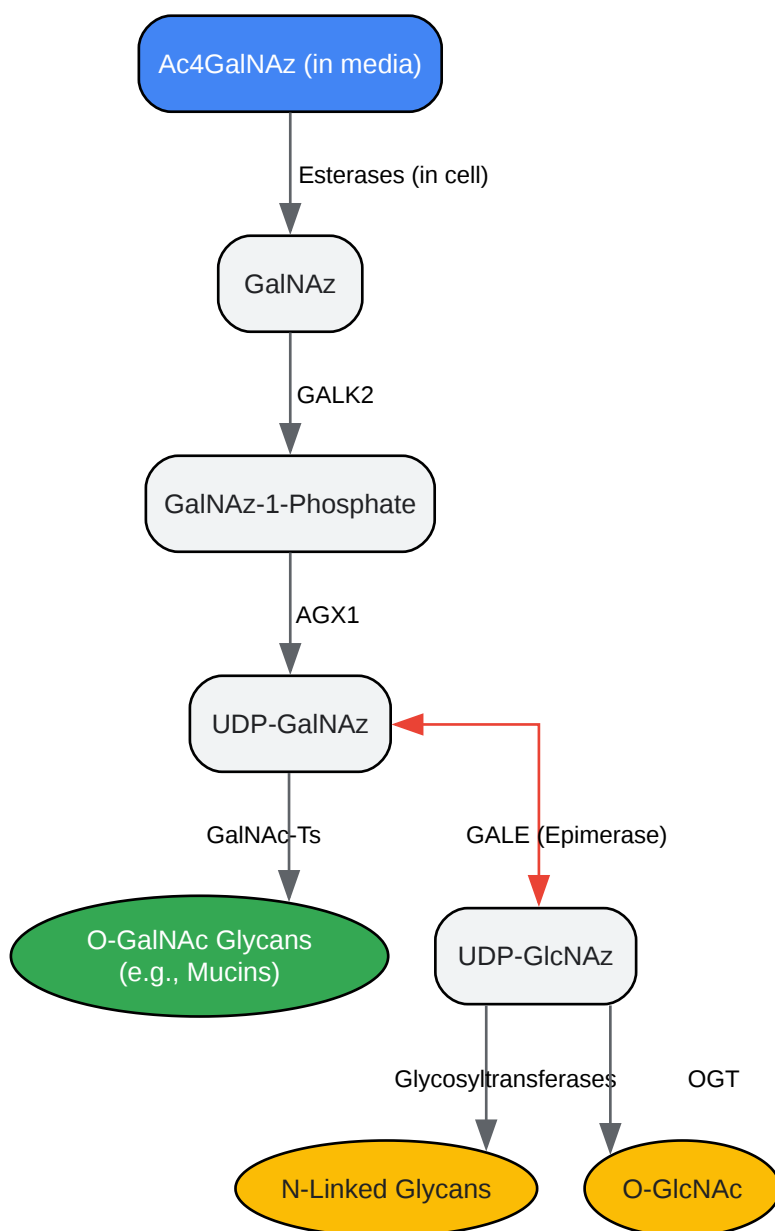 Ac4GalNAz (in media)
Esterases (in cell)
GalNAz
GALK2
GalNAz-1-Phosphate
AGX1
UDP-GalNAz
GalNAc-Ts
GALE (Epimerase)
O-GalNAc Glycans
(e.g., Mucins)
UDP-GlcNAz
Glycosyltransferases
OGT
N-Linked Glycans
O-GlcNAc